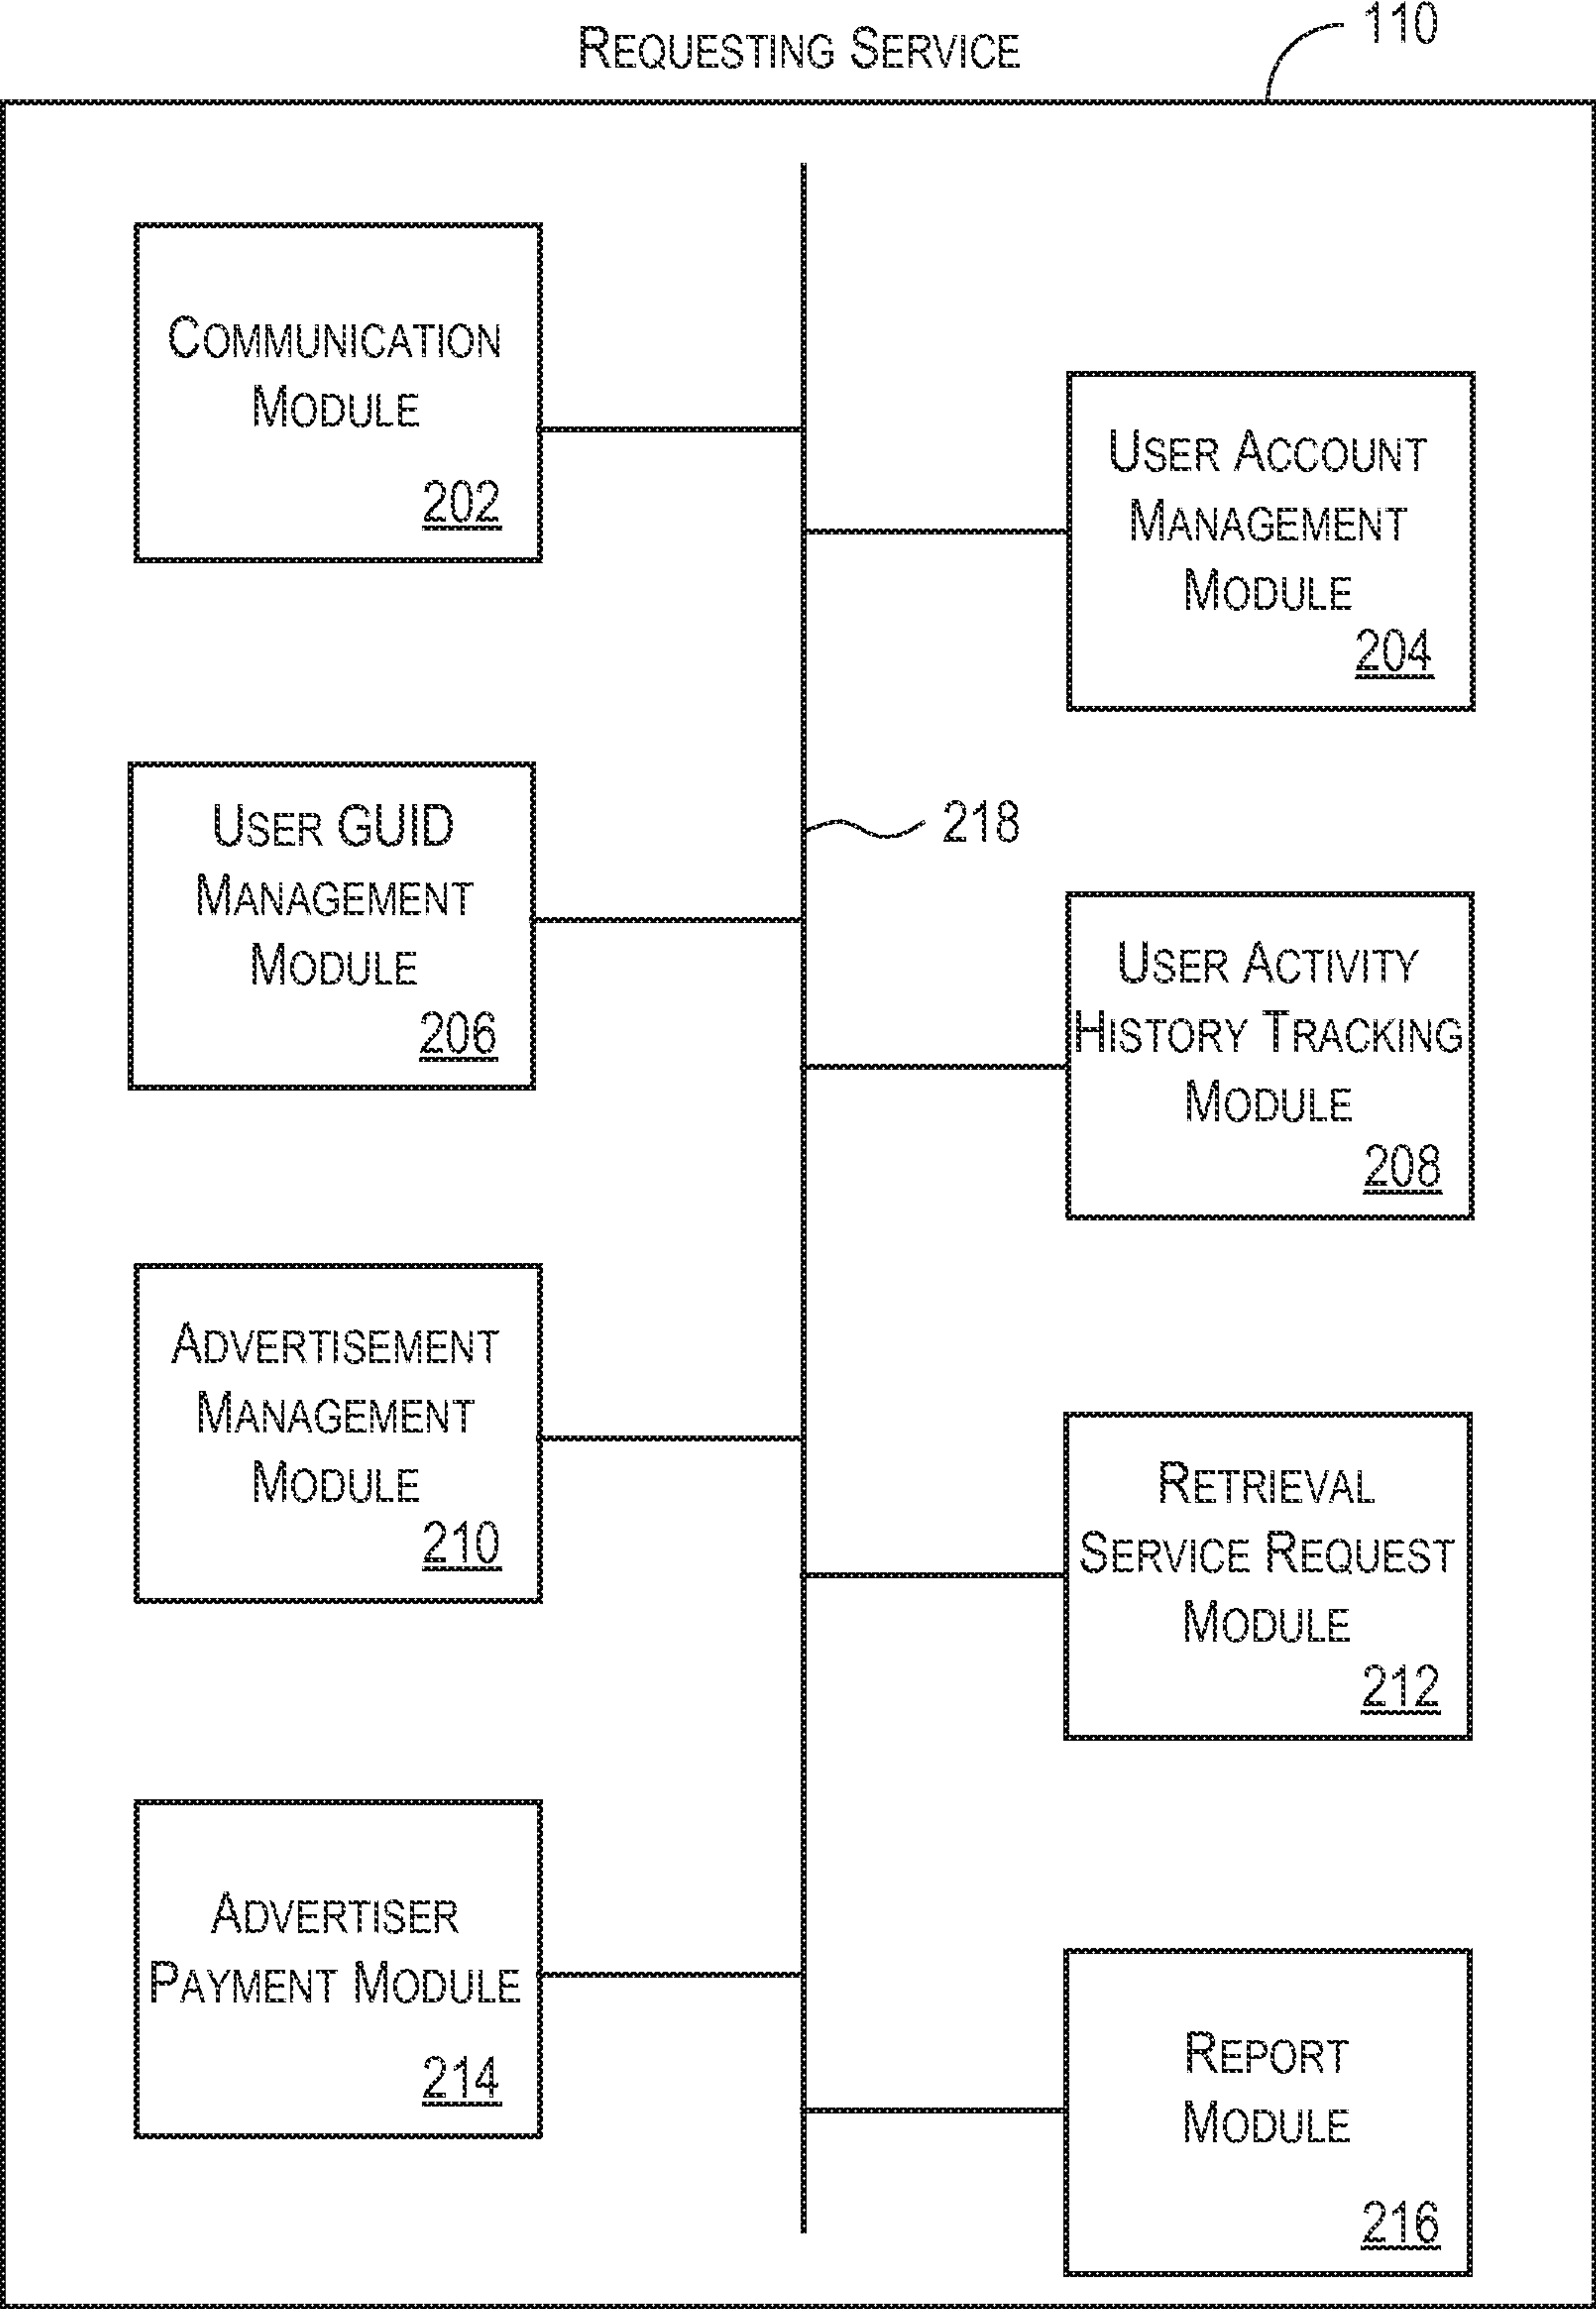 REQUESTING SERVICE
110
COMMUNICATION
MODULE
202
USER ACCOUNT
MANAGEMENT
MODULE
204
USER GUID
MANAGEMENT
MODULE
206
218
USER ACTIVITY
HISTORY TRACKING
MODULE
208
ADVERTISEMENT
MANAGEMENT
MODULE
210
RETRIEVAL
SERVICE REQUEST
MODULE
212
ADVERTISER
PAYMENT MODULE
214
REPORT
MODULE
216